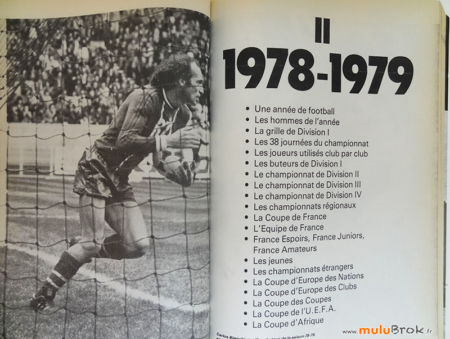 II
1978-1979
• Une année de football
• Les hommes de l'année
• La grille de Division I
• Les 38 journées du championnat
• Les joueurs utilisés club par club
• Les buteurs de Division I
• Le championnat de Division II
• Le championnat de Division III
• Le championnat de Division IV
• Les championnats régionaux
• La Coupe de France
• L'Equipe de France
• France Espoirs, France Juniors,
France Amateurs
• Les jeunes
• Les championnats étrangers
• La Coupe d'Europe des Nations
• La Coupe d'Europe des Clubs
• La Coupe des Coupes
• La Coupe de l'U.E.F.A.
• La Coupe d'Afrique
www.muluBrok.fr